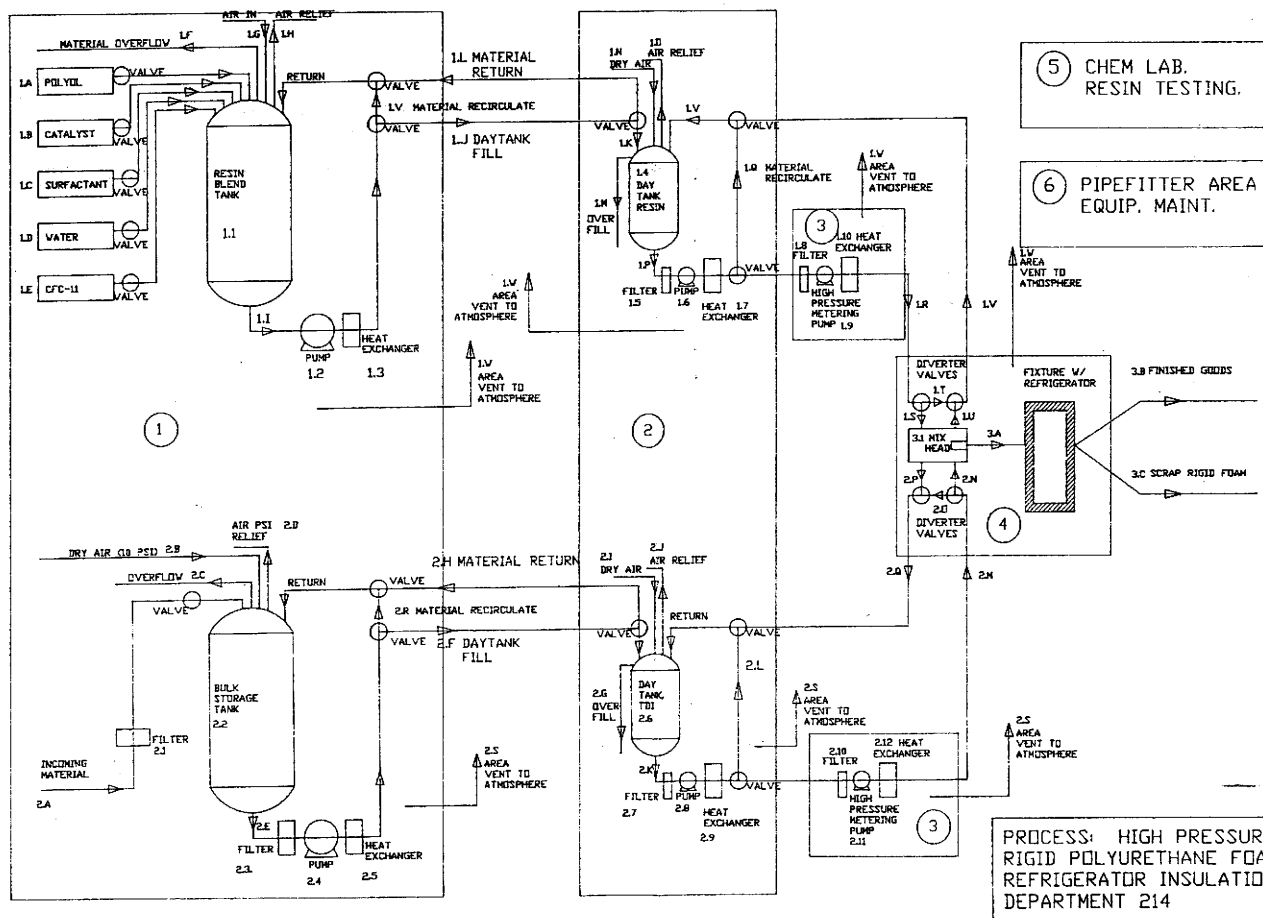 AIR IN
AIR RELIEF
1.F
1.G
1.H
MATERIAL OVERFLOW
1.A
POLYOL
VALVE
1.B
CATALYST
VALVE
1.C
SURFACTANT
VALVE
1.D
WATER
VALVE
1.E
CFC-11
VALVE
RETURN
VALVE
RESIN
BLEND
TANK
1.1
1.I
PUMP
1.2
HEAT
EXCHANGER
1.3
1.L MATERIAL
RETURN
1.V MATERIAL RECIRCULATE
1.J DAYTANK
FILL
1.W
AREA
VENT TO
ATMOSPHERE
1
1.N
DRY AIR
1.O
AIR RELIEF
VALVE
1.K
1.V
VALVE
1.4
DAY
TANK
RESIN
1.M
OVER
FILL
1.Q MATERIAL
RECIRCULATE
1.P
FILTER
1.5
PUMP
1.6
HEAT
EXCHANGER
1.7
VALVE
1.W
AREA
VENT TO
ATMOSPHERE
2
1.W
AREA
VENT TO
ATMOSPHERE
3
1.8
FILTER
1.10 HEAT
EXCHANGER
HIGH
PRESSURE
METERING
PUMP 1.9
1.R
1.V
5
CHEM LAB.
RESIN TESTING.
6
PIPEFITTER AREA
EQUIP. MAINT.
1.W
AREA
VENT TO
ATMOSPHERE
DIVERTER
VALVES
1.T
1.S
1.U
3.1 MIX
HEAD
3.A
2.P
2.N
2.O
DIVERTER
VALVES
4
FIXTURE W/
REFRIGERATOR
3.B FINISHED GOODS
3.C SCRAP RIGID FOAM
AIR PSI 2.D
RELIEF
DRY AIR (10 PSI) 2.B
OVERFLOW 2.C
VALVE
RETURN
VALVE
VALVE
BULK
STORAGE
TANK
2.2
FILTER
2.1
INCOMING
MATERIAL
2.A
2.E
FILTER
2.3
PUMP
2.4
HEAT
EXCHANGER
2.5
2.H MATERIAL RETURN
2.R MATERIAL RECIRCULATE
2.F DAYTANK
FILL
2.S
AREA
VENT TO
ATMOSPHERE
2.I
DRY AIR
2.J
AIR RELIEF
VALVE
RETURN
VALVE
DAY
TANK,
TDI
2.6
2.G
OVER
FILL
2.L
2.K
FILTER
2.7
PUMP
2.8
HEAT
EXCHANGER
2.9
VALVE
2.S
AREA
VENT TO
ATMOSPHERE
2.Q
2.M
2.10
FILTER
2.12 HEAT
EXCHANGER
HIGH
PRESSURE
METERING
PUMP
2.11
3
2.S
AREA
VENT TO
ATMOSPHERE
PROCESS: HIGH PRESSUR
RIGID POLYURETHANE FOA
REFRIGERATOR INSULATIO
DEPARTMENT 214